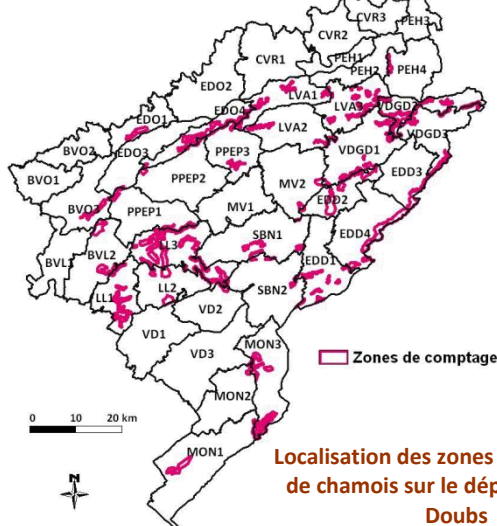 CVR3
PEH3
CVR2
CVR1
PEH1
PEH2
PEH4
EDO2
LVA1
EDO4
LVA3
VDGD2
EDO1
LVA2
VDGD3
BVO2
EDO3
PPEP3
VDGD1
BVO1
PPEP2
MV2
EDD3
EDD2
BVO3
PPEP1
MV1
SBN1
EDD4
LL3
BVL1
BVL2
EDD1
LL1
LL2
SBN2
VD2
VD1
MON3
VD3
Zones de comptage
MON2
0 10 20 km
MON1
Localisation des zones
de chamois sur le dép
Doubs
N